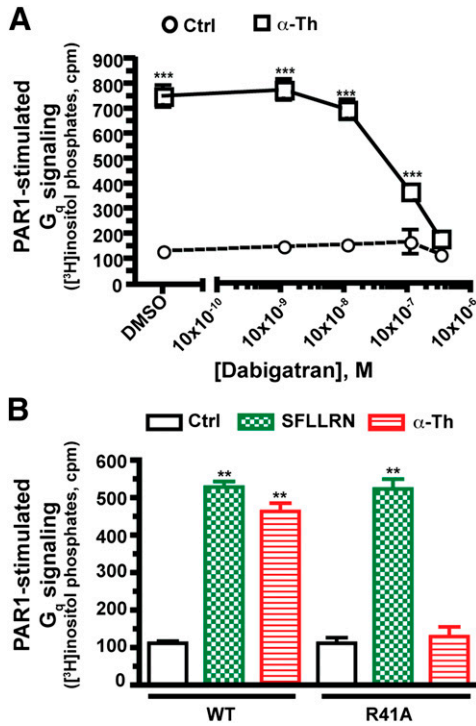 A
Ctrl α-Th
PAR1-stimulated
Gq signaling
([³H]inositol phosphates, cpm)
900
800
700
600
500
400
300
200
100
0
***
***
***
***
DMSO
10x10⁻¹⁰
10x10⁻⁹
10x10⁻⁸
10x10⁻⁷
10x10⁻⁶
[Dabigatran], M
B
Ctrl SFLLRN α-Th
PAR1-stimulated
Gq signaling
([³H]inositol phosphates, cpm)
600
500
400
300
200
100
0
**
**
**
WT R41A